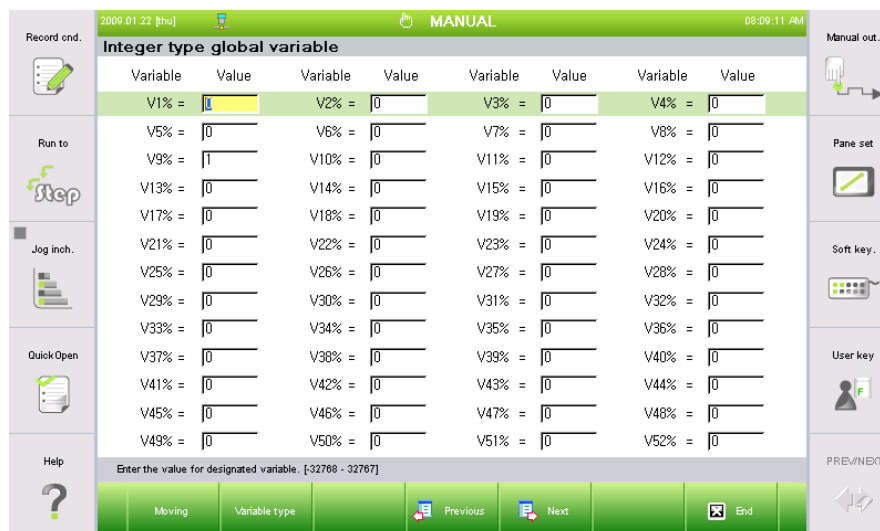 2009.01.22 [thu] MANUAL 08:09:11 AM
Integer type global variable
Record cnd.
Run to
Step
Jog inch.
Quick Open
Help
Variable Value Variable Value Variable Value Variable Value
V1% = V2% = 0 V3% = 0 V4% = 0
V5% = 0 V6% = 0 V7% = 0 V8% = 0
V9% = 1 V10% = 0 V11% = 0 V12% = 0
V13% = 0 V14% = 0 V15% = 0 V16% = 0
V17% = 0 V18% = 0 V19% = 0 V20% = 0
V21% = 0 V22% = 0 V23% = 0 V24% = 0
V25% = 0 V26% = 0 V27% = 0 V28% = 0
V29% = 0 V30% = 0 V31% = 0 V32% = 0
V33% = 0 V34% = 0 V35% = 0 V36% = 0
V37% = 0 V38% = 0 V39% = 0 V40% = 0
V41% = 0 V42% = 0 V43% = 0 V44% = 0
V45% = 0 V46% = 0 V47% = 0 V48% = 0
V49% = 0 V50% = 0 V51% = 0 V52% = 0
Enter the value for designated variable. [-32768 - 32767]
Moving Variable type Previous Next End
Manual out.
Pane set
Soft key.
User key
F
PREV/NEXT